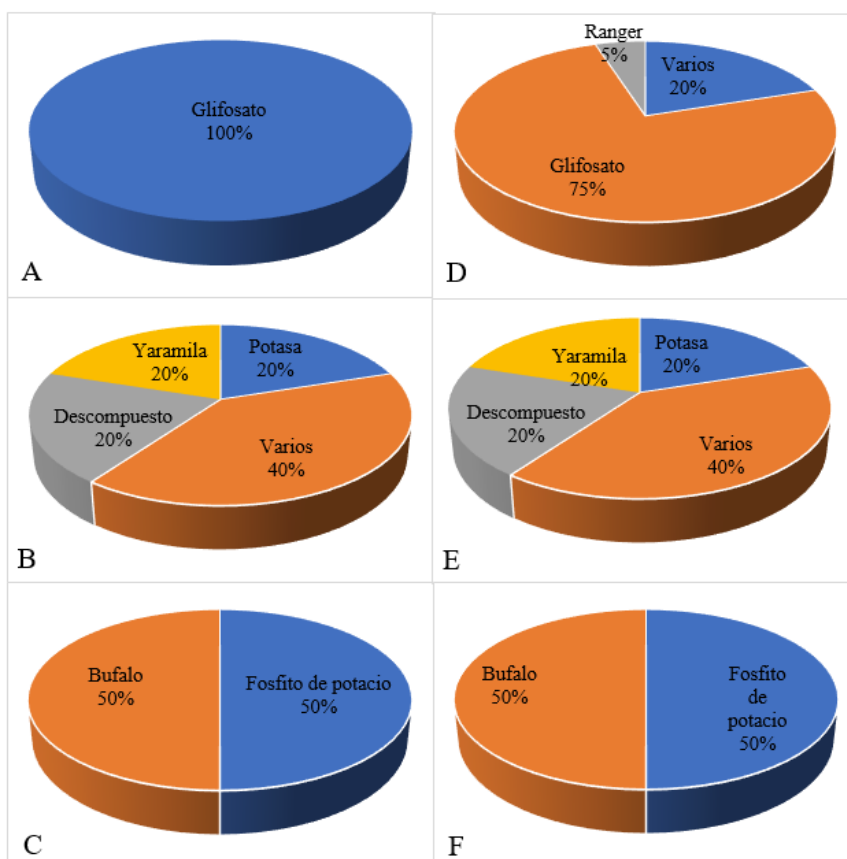 Glifosato
100%
A
Ranger
5%
Varios
20%
Glifosato
75%
D
Yaramila
20%
Potasa
20%
Descompuesto
20%
Varios
40%
B
Yaramila
20%
Potasa
20%
Descompuesto
20%
Varios
40%
E
Bufalo
50%
Fosfito de potacio
50%
C
Bufalo
50%
Fosfito
de
potacio
50%
F